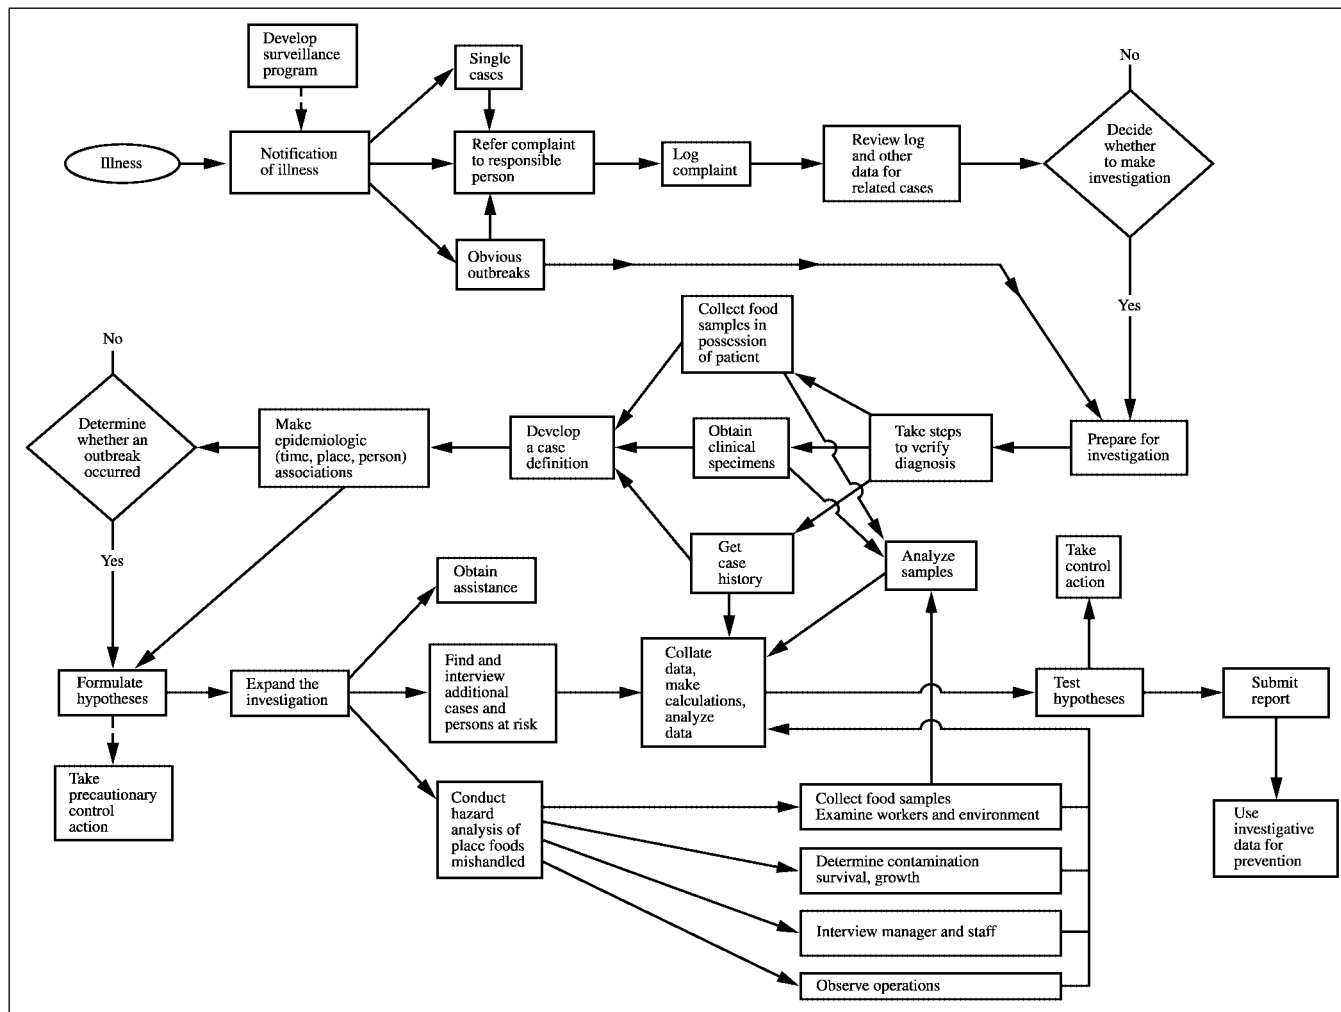 Develop
surveillance
program
Single
cases
No
Illness
Notification
of illness
Refer complaint
to responsible
person
Log
complaint
Review log
and other
data for
related cases
Decide
whether
to make
investigation
Obvious
outbreaks
Yes
Collect food
samples in
possession
of patient
No
Determine
whether an
outbreak
occurred
Make
epidemiologic
(time, place, person)
associations
Develop
a case
definition
Obtain
clinical
specimens
Take steps
to verify
diagnosis
Prepare for
investigation
Yes
Obtain
assistance
Get
case
history
Analyze
samples
Take
control
action
Formulate
hypotheses
Expand the
investigation
Find and
interview
additional
cases and
persons at risk
Collate
data,
make
calculations,
analyze
data
Test
hypotheses
Submit
report
Take
precautionary
control
action
Conduct
hazard
analysis of
place foods
mishandled
Collect food samples
Examine workers and environment
Use
investigative
data for
prevention
Determine contamination
survival, growth
Interview manager and staff
Observe operations